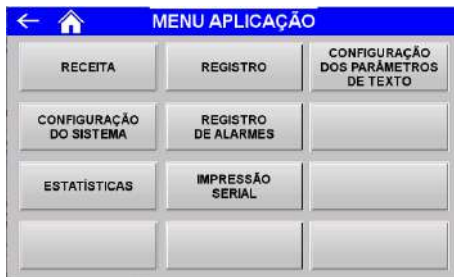 MENU APLICAÇÃO
RECEITA
REGISTRO
CONFIGURAÇÃO
DOS PARÂMETROS
DE TEXTO
CONFIGURAÇÃO
DO SISTEMA
REGISTRO
DE ALARMES
ESTATÍSTICAS
IMPRESSÃO
SERIAL